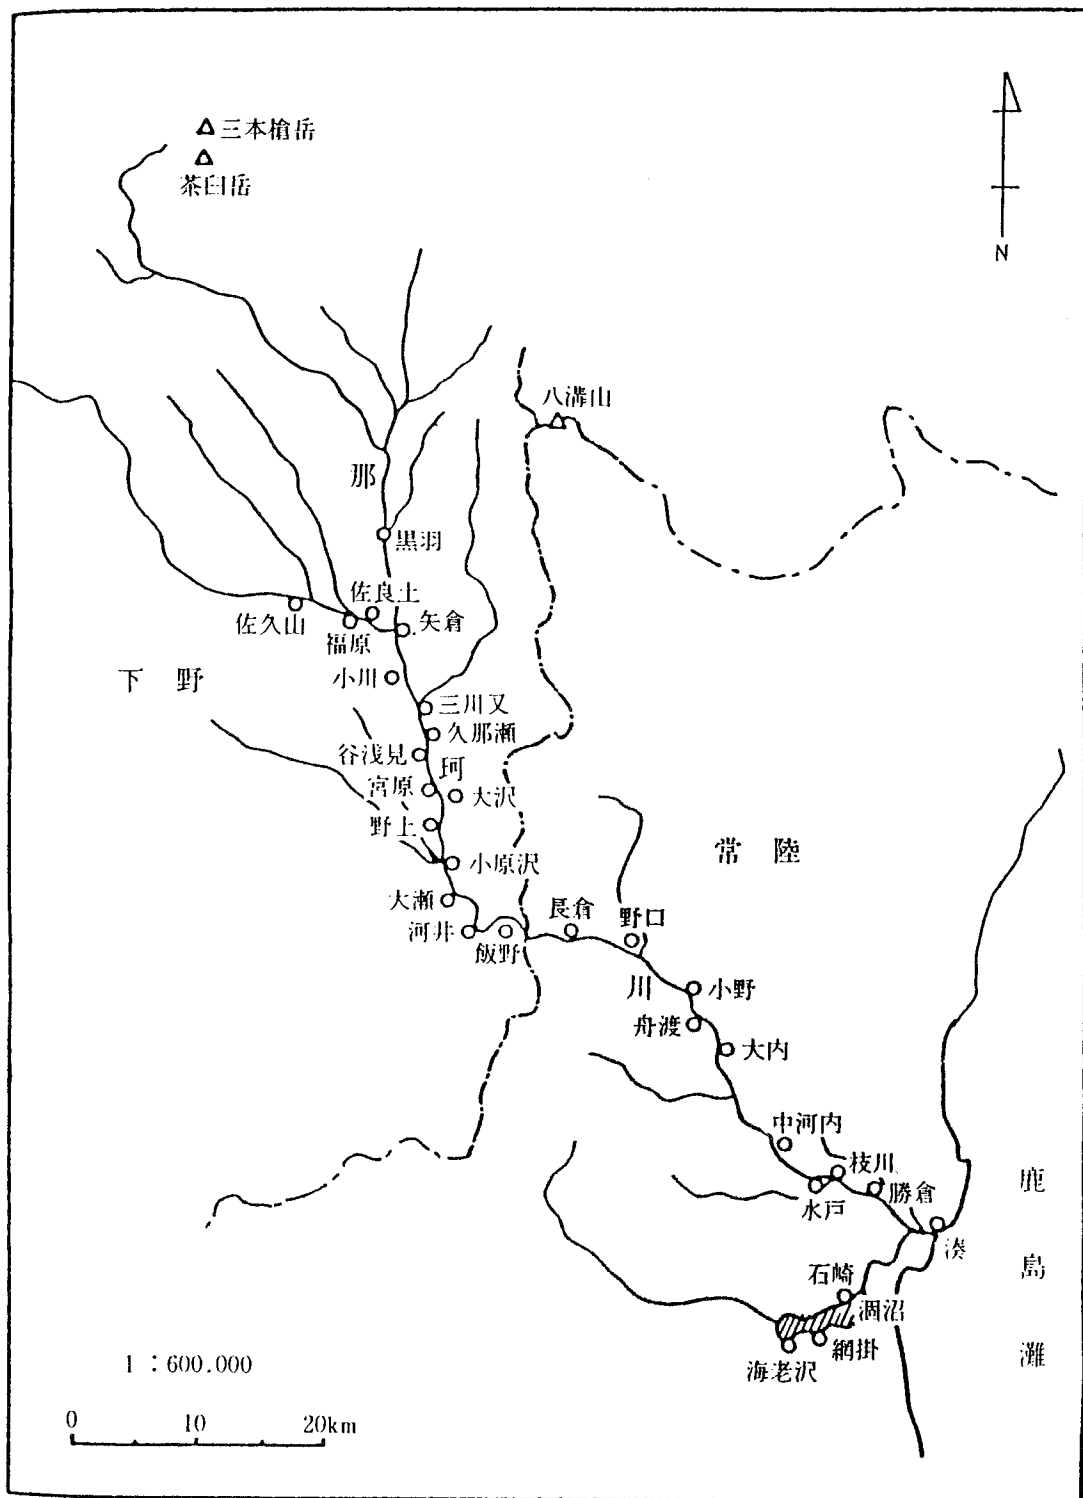 三本槍岳
茶臼岳
N
八溝山
那
黒羽
佐良土
佐久山
福原
矢倉
下野
小川
三川又
久那瀬
谷浅見
珂
宮原
大沢
野上
常陸
小原沢
大瀬
長倉
野口
河井
飯野
川
小野
舟渡
大内
中河内
枝川
水戸
勝倉
湊
鹿島灘
石崎
涸沼
網掛
海老沢
1:600.000
0 10 20km